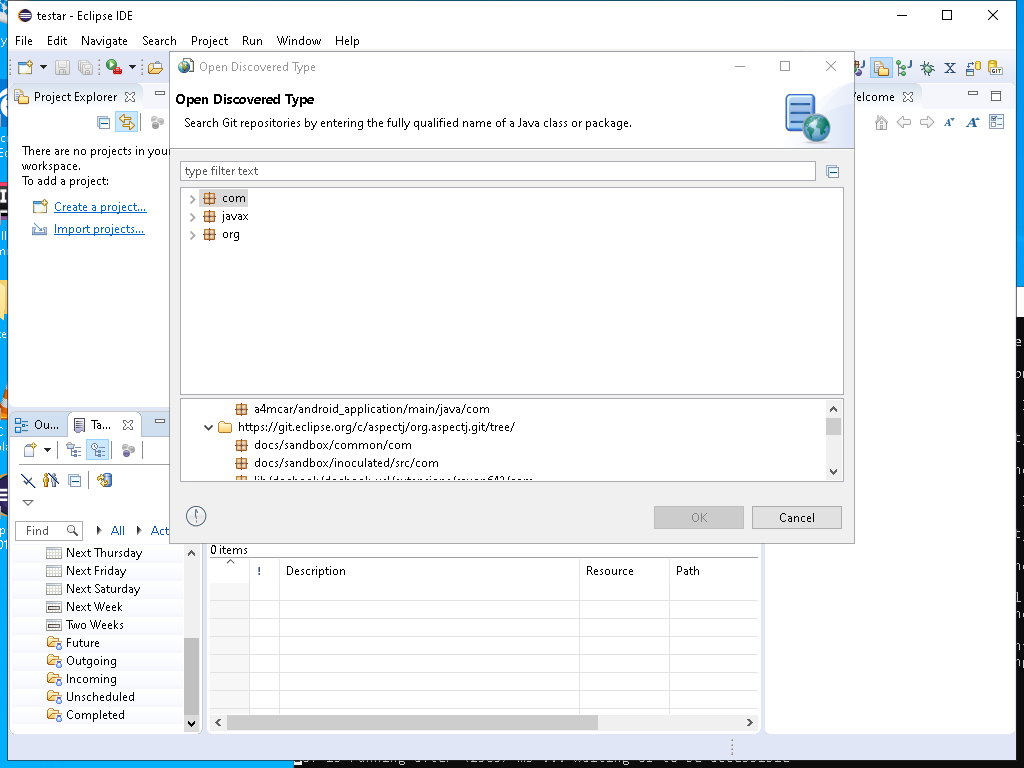 testar - Eclipse IDE
File Edit Navigate Search Project Run Window Help
Open Discovered Type
Project Explorer
Open Discovered Type
Search Git repositories by entering the fully qualified name of a Java class or package.
elcome
There are no projects in your
workspace.
To add a project:
Create a project...
Import projects...
type filter text
com
javax
org
a4mcar/android_application/main/java/com
https://git.eclipse.org/c/aspectj/org.aspectj.git/tree/
docs/sandbox/common/com
docs/sandbox/inoculated/src/com
OK Cancel
Ou... Ta...
Find All Act
Next Thursday
Next Friday
Next Saturday
Next Week
Two Weeks
Future
Outgoing
Incoming
Unscheduled
Completed
0 items
! Description Resource Path